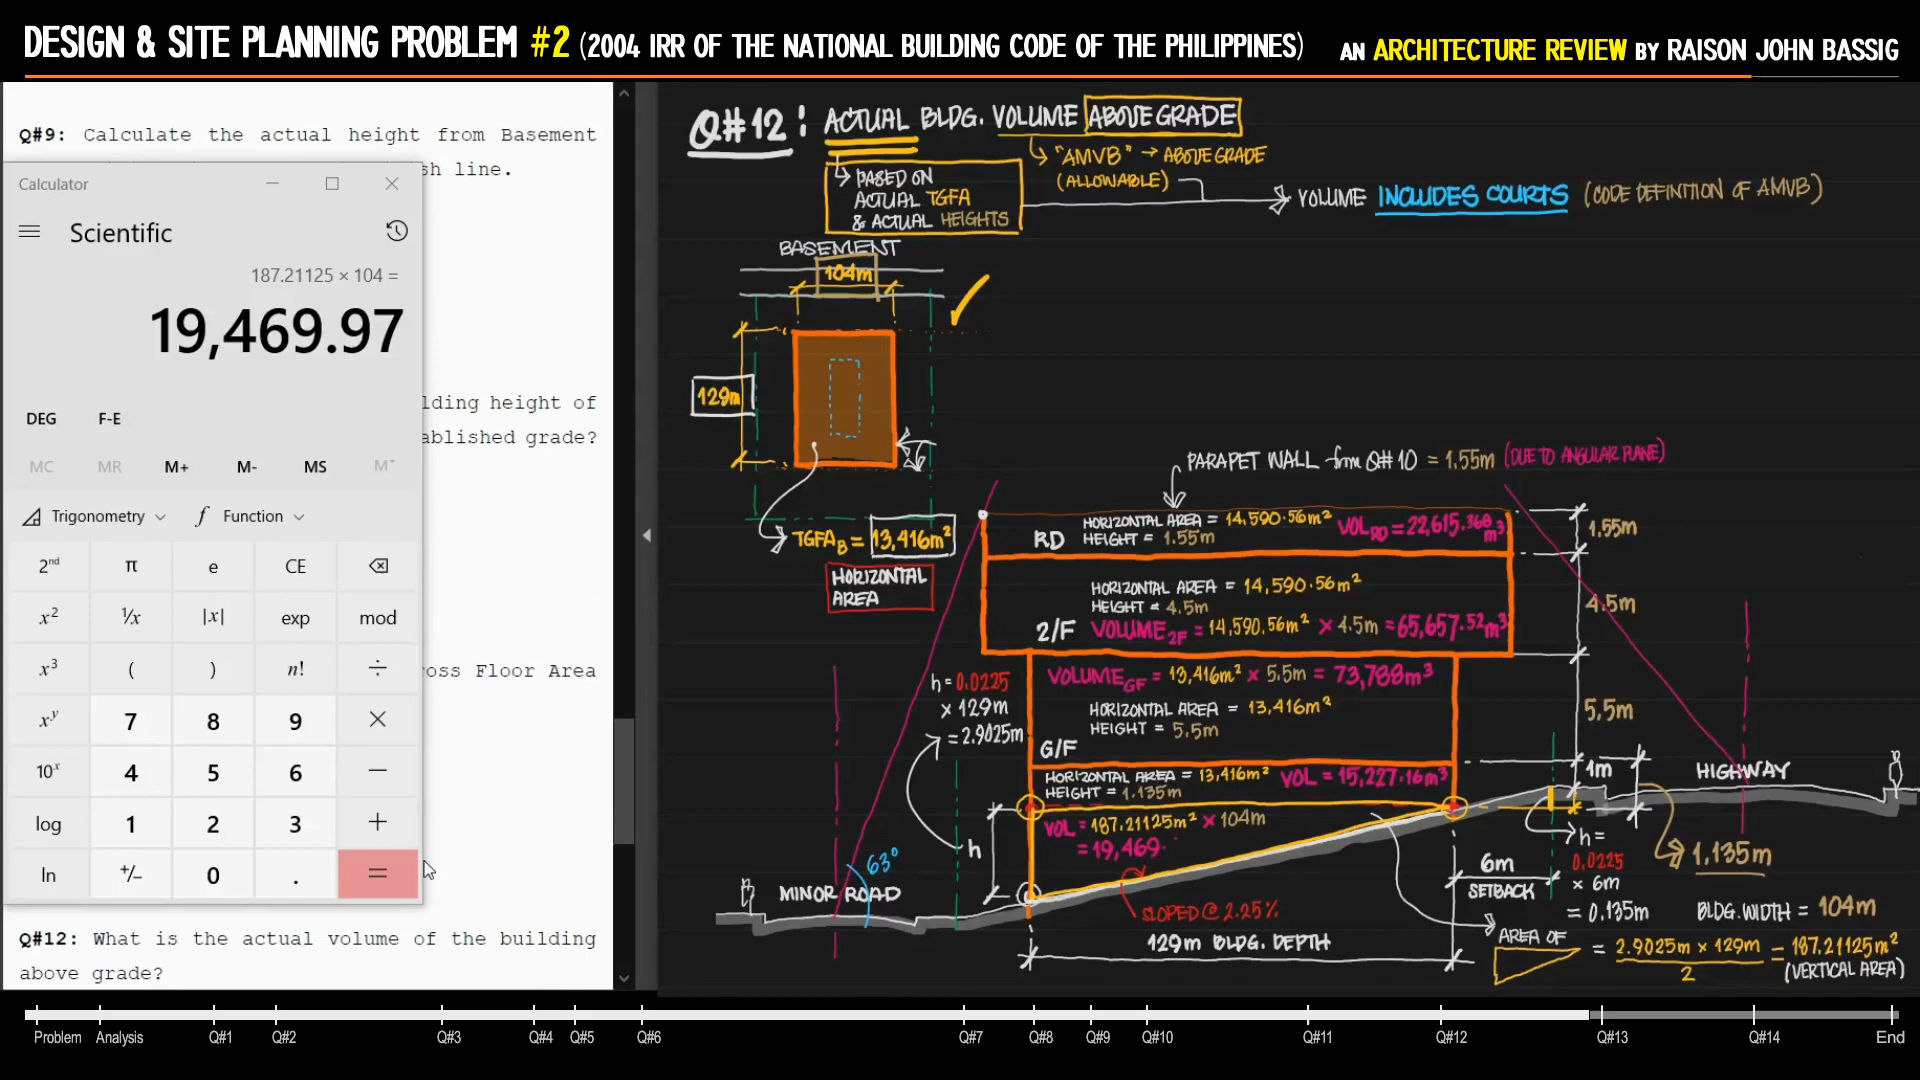 DESIGN & SITE PLANNING PROBLEM #2 (2004 IRR OF THE NATIONAL BUILDING CODE OF THE PHILIPPINES)
AN ARCHITECTURE REVIEW BY RAISON JOHN BASSIG
Q#9: Calculate the actual height from Basement
sh line.
Calculator
Scientific
187.21125 × 104 =
19,469.97
DEG F-E
MC MR M+ M- MS M˅
Trigonometry Function
2nd π e CE
x² ¹/x |x| exp mod
x³ ( ) n! ÷
xʸ 7 8 9 ×
10ˣ 4 5 6 −
log 1 2 3 +
ln +/− 0 . =
lding height of
ablished grade?
oss Floor Area
Q#12: What is the actual volume of the building
above grade?
Q#12: ACTUAL BLDG. VOLUME ABOVE GRADE
"AMVB" → ABOVE GRADE
(ALLOWABLE)
BASED ON
ACTUAL TGFA
& ACTUAL HEIGHTS
VOLUME INCLUDES COURTS (CODE DEFINITION OF AMVB)
BASEMENT
104m
129m
TGFA_B = 13,416m²
HORIZONTAL
AREA
PARAPET WALL from Q#10 = 1.55m (DUE TO ANGULAR PLANE)
RD
HORIZONTAL AREA = 14,590.56m²
HEIGHT = 1.55m
VOL_RD = 22,615.368m³
1.55m
HORIZONTAL AREA = 14,590.56m²
HEIGHT = 4.5m
2/F VOLUME_2F = 14,590.56m² × 4.5m = 65,657.52m³
4.5m
VOLUME_GF = 13,416m² × 5.5m = 73,788m³
HORIZONTAL AREA = 13,416m²
HEIGHT = 5.5m
G/F
5.5m
h = 0.0225
× 129m
= 2.9025m
HORIZONTAL AREA = 13,416m² VOL = 15,227.16m³
HEIGHT = 1.135m
1m
HIGHWAY
VOL = 187.21125m² × 104m
= 19,469.
h
63°
MINOR ROAD
SLOPED @ 2.25%
129m BLDG. DEPTH
6m
SETBACK
h =
0.0225
× 6m
= 0.135m
1.135m
BLDG. WIDTH = 104m
AREA OF = 2.9025m × 129m / 2 = 187.21125m²
(VERTICAL AREA)
Problem Analysis Q#1 Q#2 Q#3 Q#4 Q#5 Q#6 Q#7 Q#8 Q#9 Q#10 Q#11 Q#12 Q#13 Q#14 End